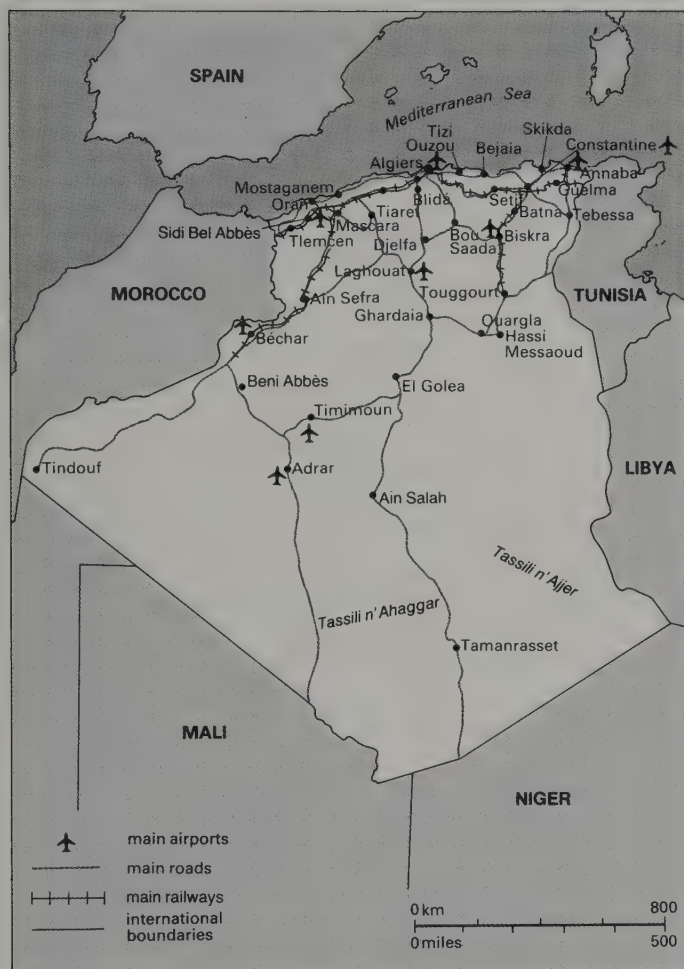 SPAIN
Mediterranean Sea
Tizi
Ouzou
Bejaia
Skikda
Constantine
Algiers
Annaba
Guelma
Mostaganem
Oran
Blida
Setif
Batna
Tebessa
Sidi Bel Abbès
Mascara
Tiaret
Tlemcen
Djelfa
Bou
Saada
Biskra
Laghouat
MOROCCO
Ain Sefra
Touggourt
TUNISIA
Ghardaia
Ouargla
Hassi
Messaoud
Béchar
Beni Abbès
El Golea
Timimoun
Tindouf
Adrar
LIBYA
Ain Salah
Tassili n'Ajjer
Tassili n'Ahaggar
Tamanrasset
MALI
NIGER
main airports
main roads
main railways
international
boundaries
0 km 800
0 miles 500